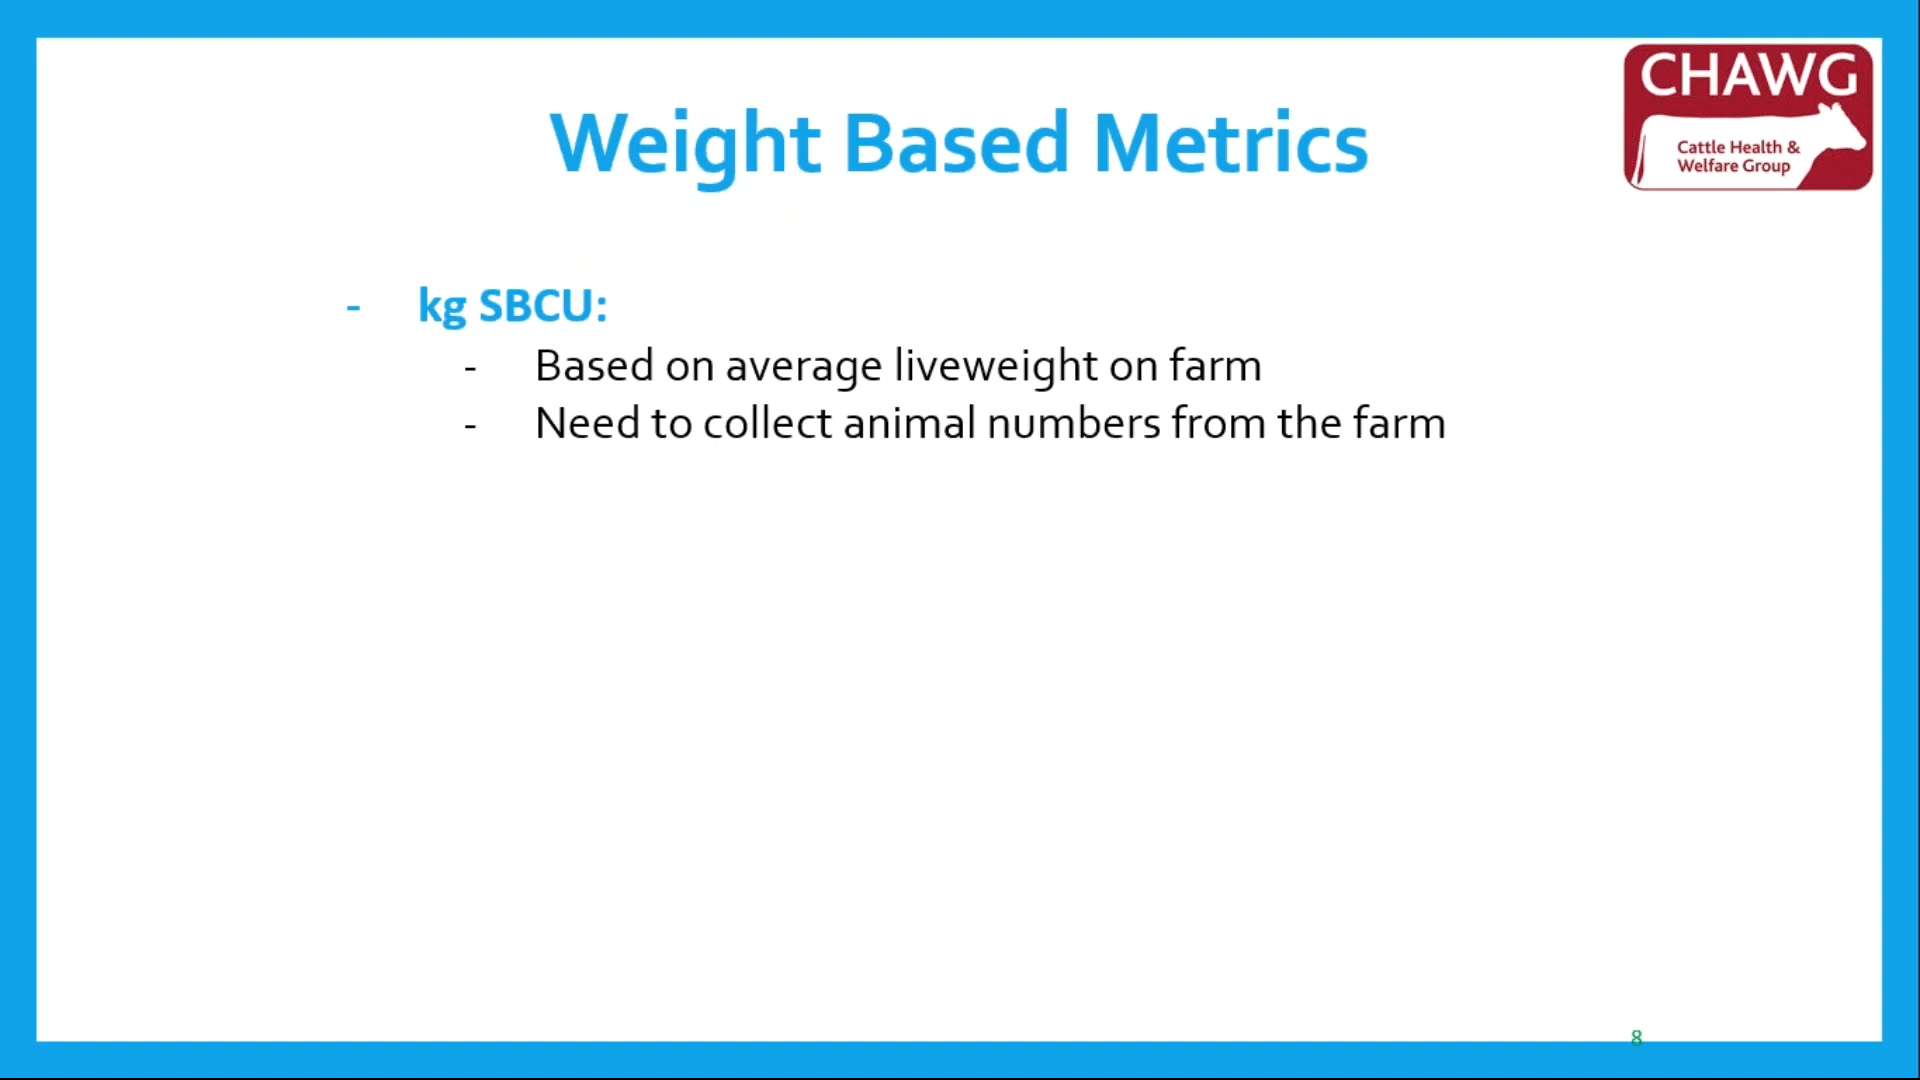 CHAWG
Cattle Health &
Welfare Group
Weight Based Metrics
- kg SBCU:
- Based on average liveweight on farm
- Need to collect animal numbers from the farm
8